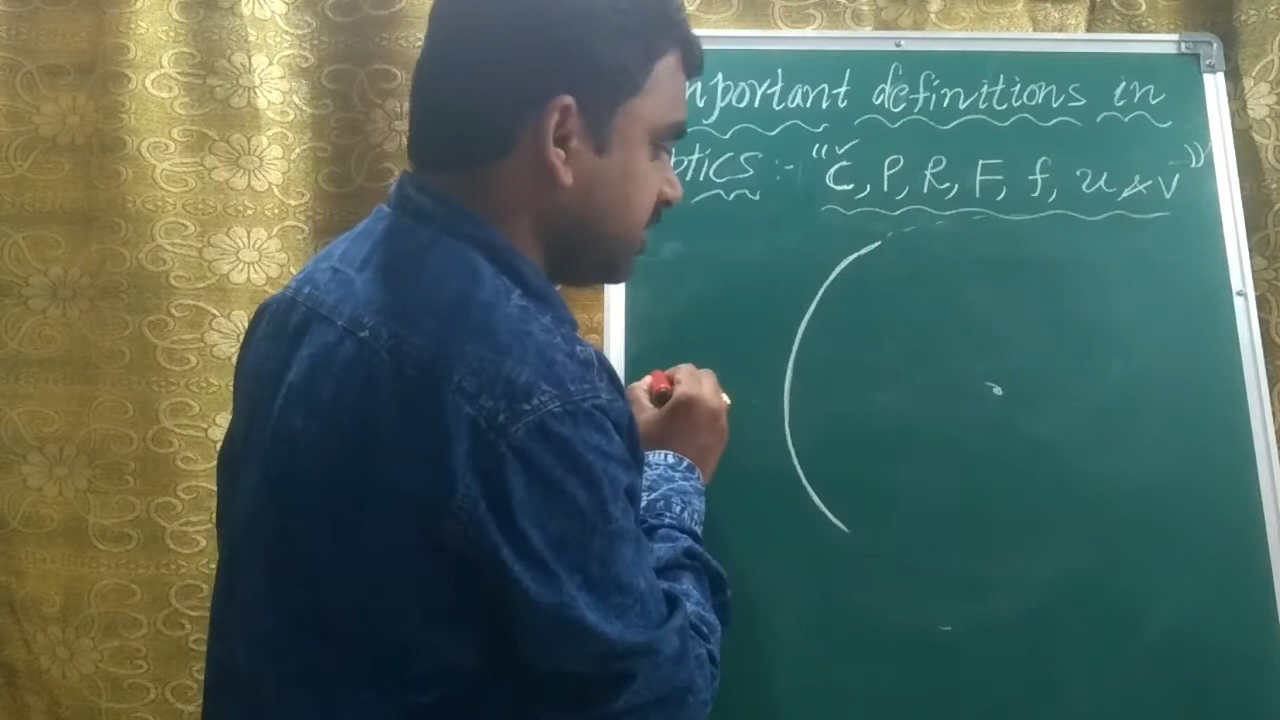 mportant definitions in
ptics :- "C, P, R, F, f, u, & v"